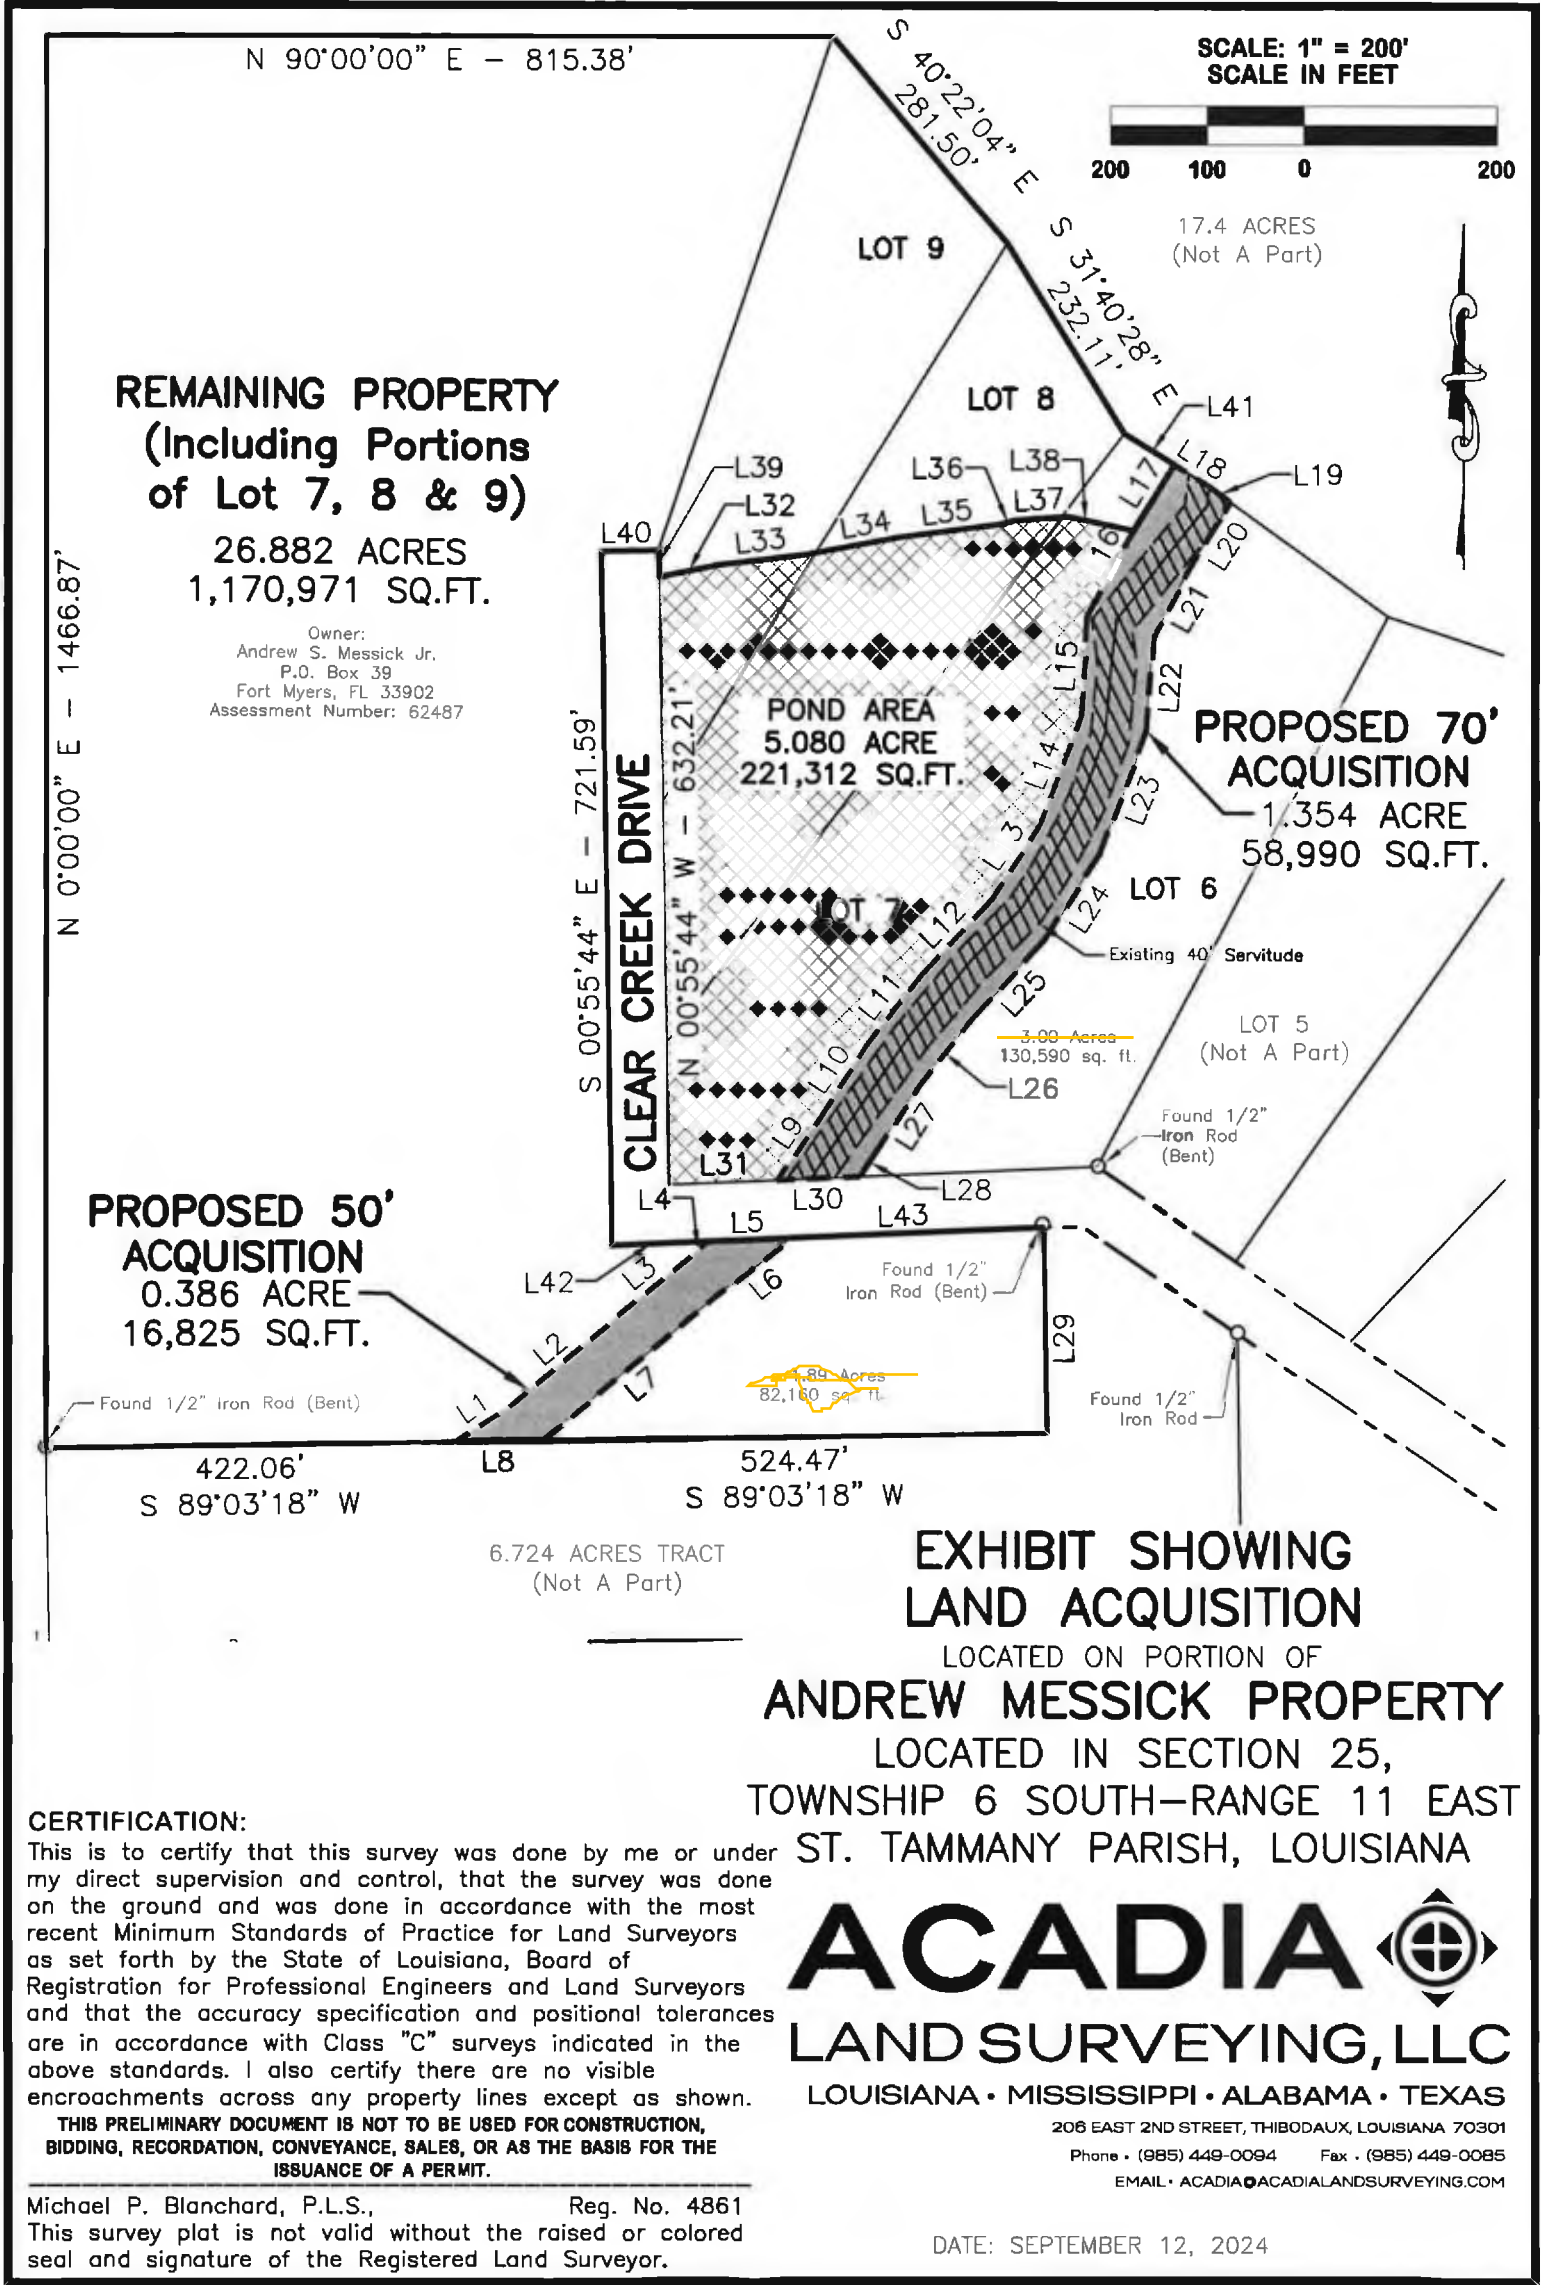 N 90°00'00" E – 815.38'
S 40°22'04" E
281.50'
SCALE: 1" = 200'
SCALE IN FEET
200 100 0 200
17.4 ACRES
(Not A Part)
S 31°40'28" E
232.11'
LOT 9
LOT 8
REMAINING PROPERTY
(Including Portions
of Lot 7, 8 & 9)
26.882 ACRES
1,170,971 SQ.FT.
Owner:
Andrew S. Messick Jr.
P.O. Box 39
Fort Myers, FL 33902
Assessment Number: 62487
N 0°00'00" E – 1466.87'
L41
L18
L19
L17
L39
L36
L38
L32
L37
L35
L34
L33
L40
16
L20
L21
L15
L22
POND AREA
5.080 ACRE
221,312 SQ.FT.
PROPOSED 70'
ACQUISITION
1.354 ACRE
58,990 SQ.FT.
S 00°55'44" E – 721.59'
CLEAR CREEK DRIVE
N 00°55'44" W – 632.21'
L14
L23
L 3
LOT 6
L24
LOT 7
L12
Existing 40' Servitude
L11
L25
3.00 Acres
130,590 sq. ft.
LOT 5
(Not A Part)
L10
L26
L27
L9
Found 1/2"
Iron Rod
(Bent)
L31
L28
L30
L4
L5
L43
PROPOSED 50'
ACQUISITION
0.386 ACRE
16,825 SQ.FT.
L42
L3
L6
Found 1/2"
Iron Rod (Bent)
L2
L29
L7
L1
82,160 sq. ft.
Found 1/2" Iron Rod (Bent)
Found 1/2"
Iron Rod
422.06'
S 89°03'18" W
L8
524.47'
S 89°03'18" W
6.724 ACRES TRACT
(Not A Part)
EXHIBIT SHOWING
LAND ACQUISITION
LOCATED ON PORTION OF
ANDREW MESSICK PROPERTY
LOCATED IN SECTION 25,
TOWNSHIP 6 SOUTH–RANGE 11 EAST
ST. TAMMANY PARISH, LOUISIANA
CERTIFICATION:
This is to certify that this survey was done by me or under
my direct supervision and control, that the survey was done
on the ground and was done in accordance with the most
recent Minimum Standards of Practice for Land Surveyors
as set forth by the State of Louisiana, Board of
Registration for Professional Engineers and Land Surveyors
and that the accuracy specification and positional tolerances
are in accordance with Class "C" surveys indicated in the
above standards. I also certify there are no visible
encroachments across any property lines except as shown.
THIS PRELIMINARY DOCUMENT IS NOT TO BE USED FOR CONSTRUCTION,
BIDDING, RECORDATION, CONVEYANCE, SALES, OR AS THE BASIS FOR THE
ISSUANCE OF A PERMIT.
Michael P. Blanchard, P.L.S., Reg. No. 4861
This survey plat is not valid without the raised or colored
seal and signature of the Registered Land Surveyor.
ACADIA
LAND SURVEYING, LLC
LOUISIANA • MISSISSIPPI • ALABAMA • TEXAS
206 EAST 2ND STREET, THIBODAUX, LOUISIANA 70301
Phone • (985) 449-0094 Fax • (985) 449-0085
EMAIL • ACADIA@ACADIALANDSURVEYING.COM
DATE: SEPTEMBER 12, 2024